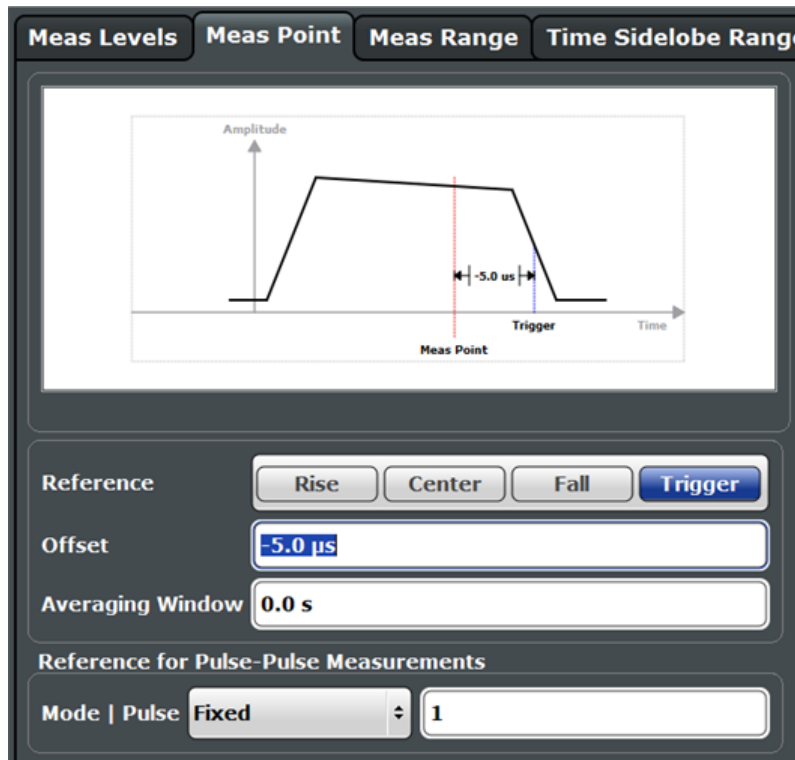 Meas Levels Meas Point Meas Range Time Sidelobe Rang
Amplitude
-5.0 us
Trigger Time
Meas Point
Reference Rise Center Fall Trigger
Offset -5.0 µs
Averaging Window 0.0 s
Reference for Pulse-Pulse Measurements
Mode | Pulse Fixed 1